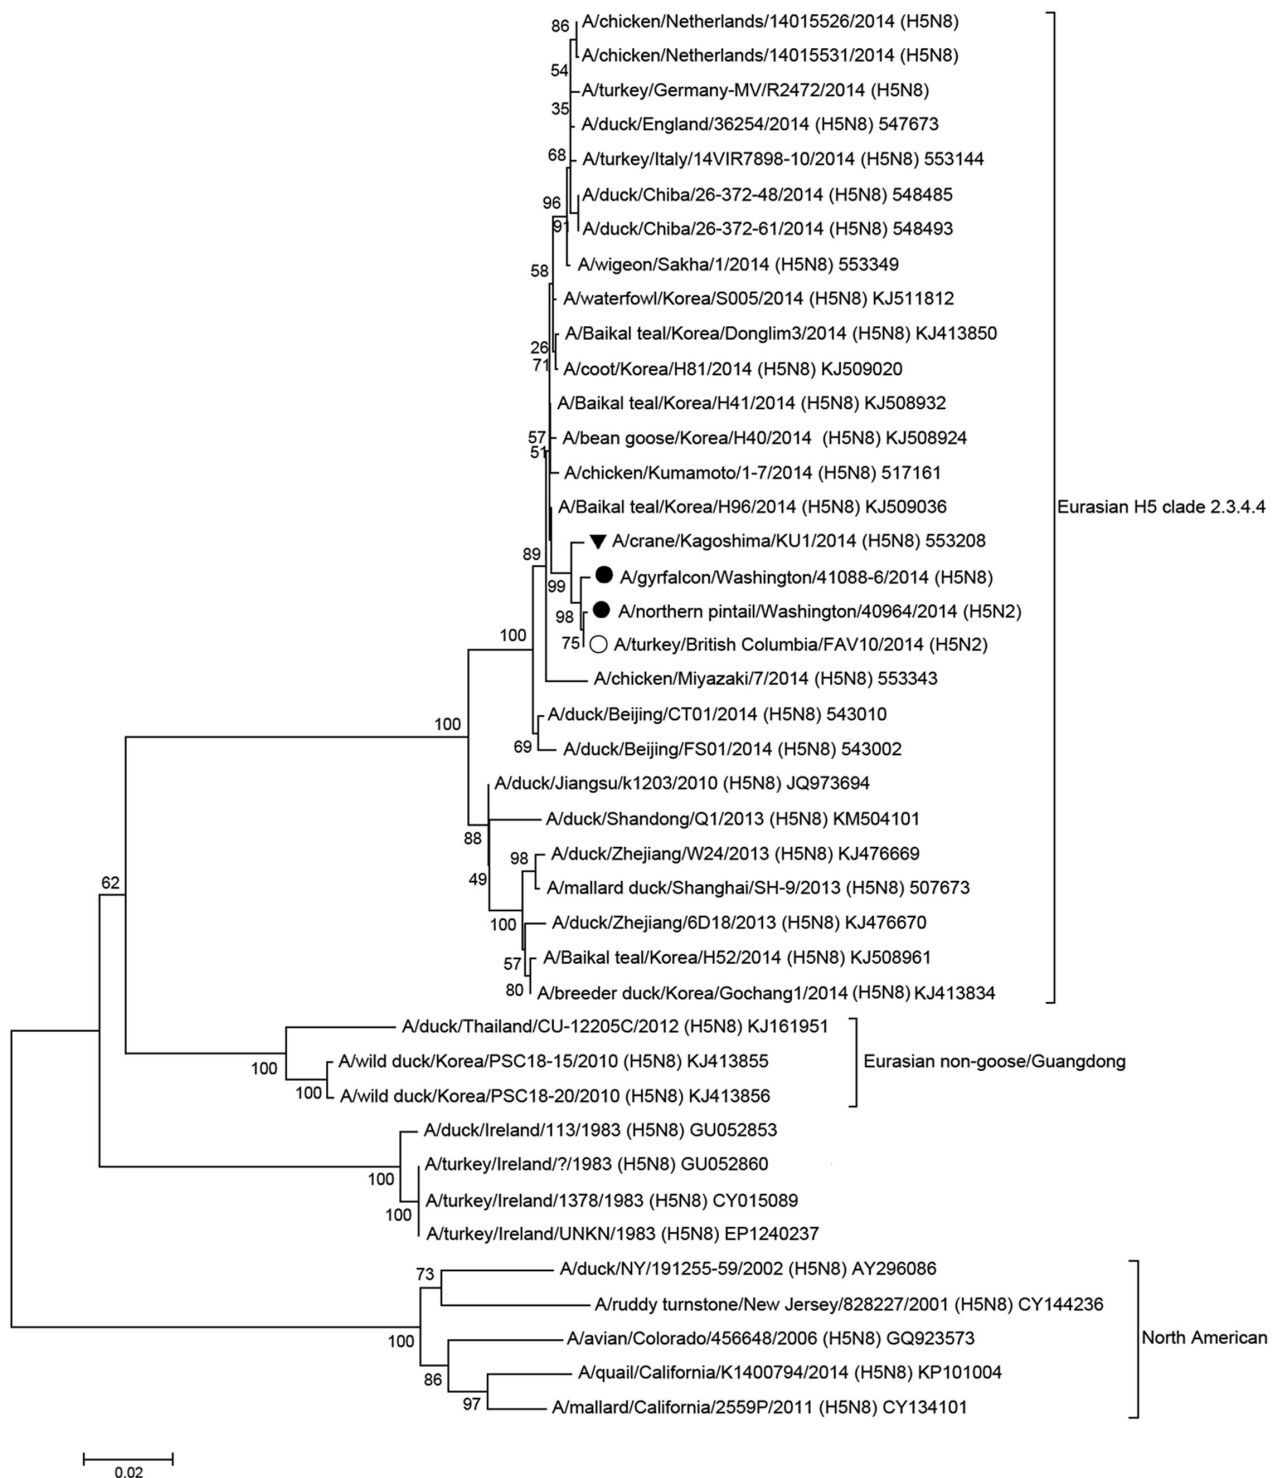 86
A/chicken/Netherlands/14015526/2014 (H5N8)
A/chicken/Netherlands/14015531/2014 (H5N8)
54
A/turkey/Germany-MV/R2472/2014 (H5N8)
35
A/duck/England/36254/2014 (H5N8) 547673
68
A/turkey/Italy/14VIR7898-10/2014 (H5N8) 553144
96
A/duck/Chiba/26-372-48/2014 (H5N8) 548485
91
A/duck/Chiba/26-372-61/2014 (H5N8) 548493
A/wigeon/Sakha/1/2014 (H5N8) 553349
58
A/waterfowl/Korea/S005/2014 (H5N8) KJ511812
A/Baikal teal/Korea/Donglim3/2014 (H5N8) KJ413850
26
71
A/coot/Korea/H81/2014 (H5N8) KJ509020
A/Baikal teal/Korea/H41/2014 (H5N8) KJ508932
57
A/bean goose/Korea/H40/2014 (H5N8) KJ508924
51
A/chicken/Kumamoto/1-7/2014 (H5N8) 517161
A/Baikal teal/Korea/H96/2014 (H5N8) KJ509036
Eurasian H5 clade 2.3.4.4
A/crane/Kagoshima/KU1/2014 (H5N8) 553208
89
A/gyrfalcon/Washington/41088-6/2014 (H5N8)
99
A/northern pintail/Washington/40964/2014 (H5N2)
98
100
75
A/turkey/British Columbia/FAV10/2014 (H5N2)
A/chicken/Miyazaki/7/2014 (H5N8) 553343
A/duck/Beijing/CT01/2014 (H5N8) 543010
100
69
A/duck/Beijing/FS01/2014 (H5N8) 543002
A/duck/Jiangsu/k1203/2010 (H5N8) JQ973694
A/duck/Shandong/Q1/2013 (H5N8) KM504101
88
98
A/duck/Zhejiang/W24/2013 (H5N8) KJ476669
49
A/mallard duck/Shanghai/SH-9/2013 (H5N8) 507673
62
100
A/duck/Zhejiang/6D18/2013 (H5N8) KJ476670
57
A/Baikal teal/Korea/H52/2014 (H5N8) KJ508961
80
A/breeder duck/Korea/Gochang1/2014 (H5N8) KJ413834
A/duck/Thailand/CU-12205C/2012 (H5N8) KJ161951
100
A/wild duck/Korea/PSC18-15/2010 (H5N8) KJ413855
Eurasian non-goose/Guangdong
100
A/wild duck/Korea/PSC18-20/2010 (H5N8) KJ413856
A/duck/Ireland/113/1983 (H5N8) GU052853
A/turkey/Ireland/?/1983 (H5N8) GU052860
100
A/turkey/Ireland/1378/1983 (H5N8) CY015089
100
A/turkey/Ireland/UNKN/1983 (H5N8) EP1240237
73
A/duck/NY/191255-59/2002 (H5N8) AY296086
A/ruddy turnstone/New Jersey/828227/2001 (H5N8) CY144236
100
A/avian/Colorado/456648/2006 (H5N8) GQ923573
North American
86
A/quail/California/K1400794/2014 (H5N8) KP101004
97
A/mallard/California/2559P/2011 (H5N8) CY134101
0.02